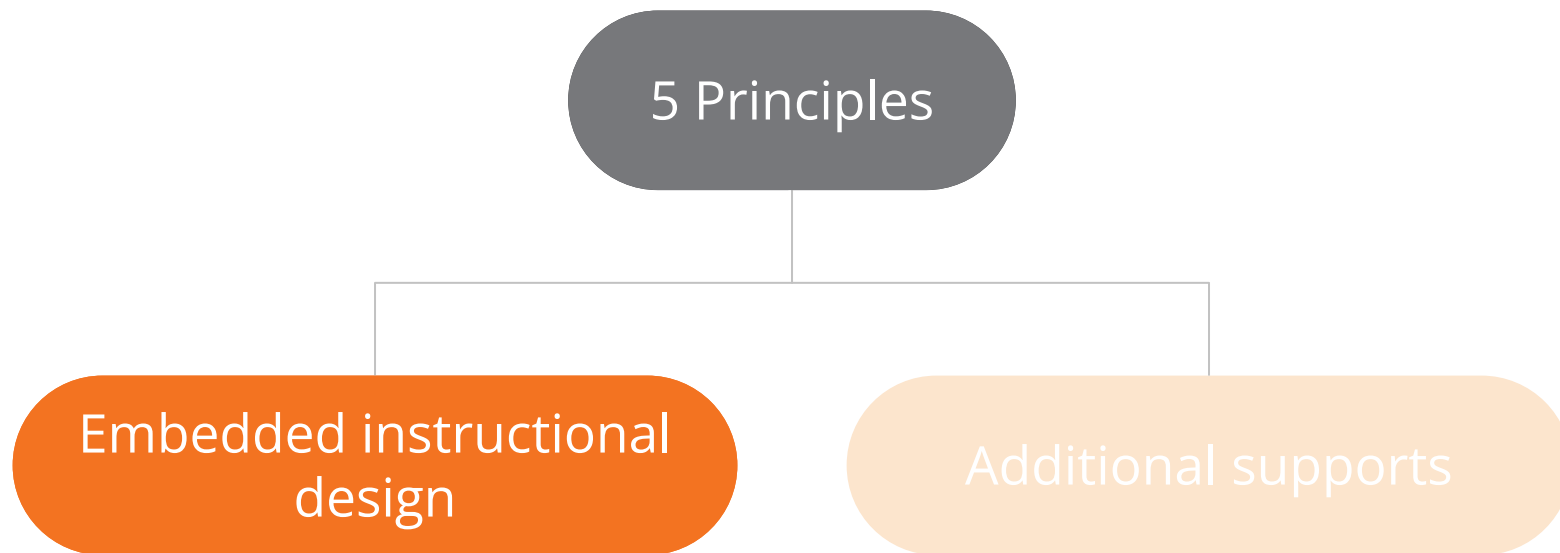 5 Principles
Embedded instructional
design
Additional supports